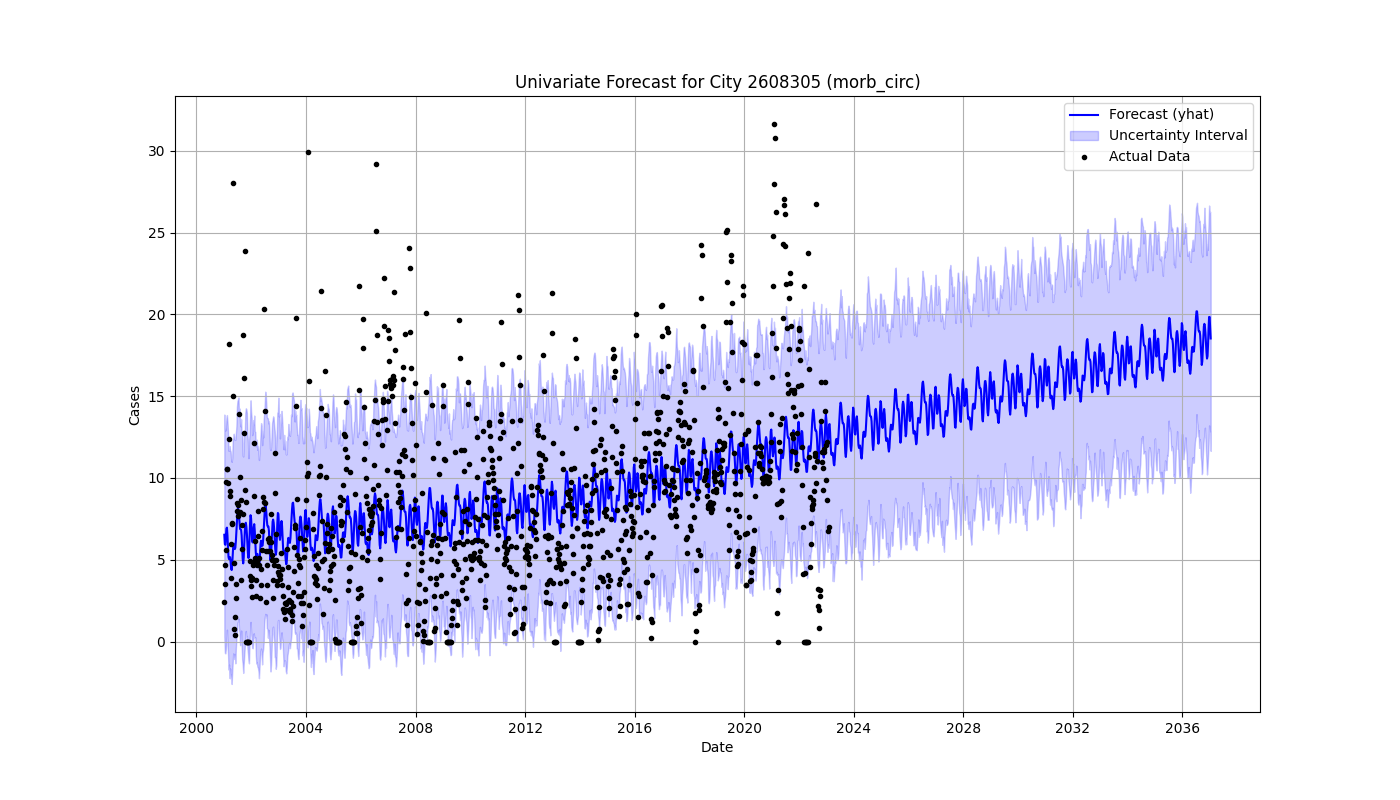 Univariate Forecast for City 2608305 (morb_circ)
Forecast (yhat)
Uncertainty Interval
Actual Data
Cases
30
25
20
15
10
5
0
2000 2004 2008 2012 2016 2020 2024 2028 2032 2036
Date